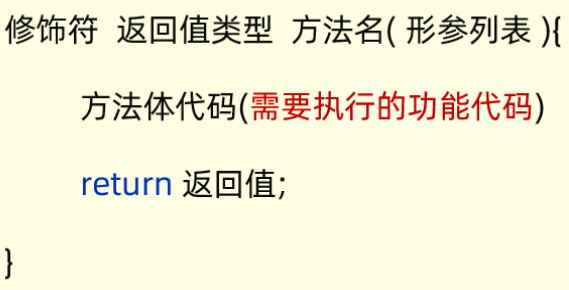 修饰符 返回值类型 方法名( 形参列表 ){
方法体代码(需要执行的功能代码)
return 返回值;
}